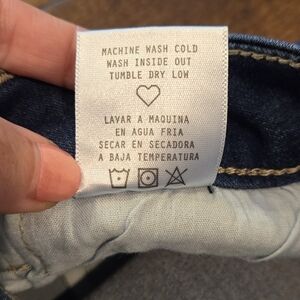 MACHINE WASH COLD
WASH INSIDE OUT
TUMBLE DRY LOW
LAVAR A MAQUINA
EN AGUA FRIA
SECAR EN SECADORA
A BAJA TEMPERATURA